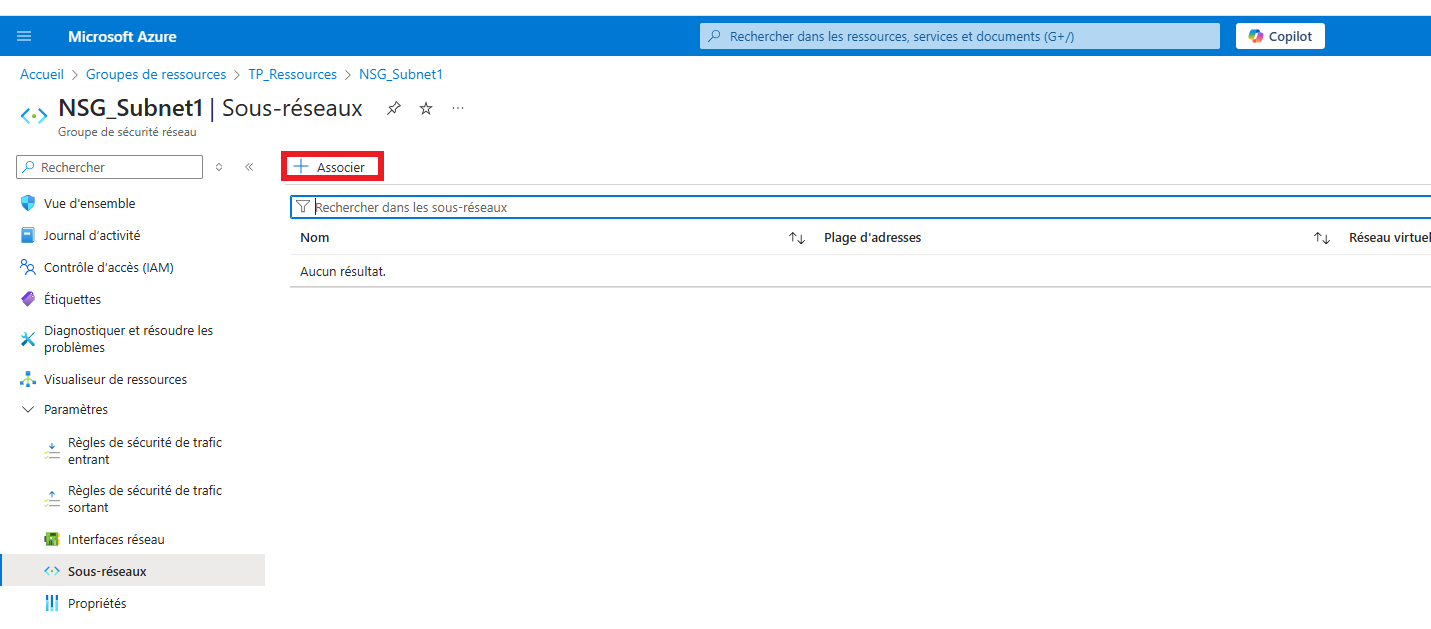 Microsoft Azure
Rechercher dans les ressources, services et documents (G+/)
Copilot
Accueil > Groupes de ressources > TP_Ressources > NSG_Subnet1
NSG_Subnet1 | Sous-réseaux
Groupe de sécurité réseau
Rechercher
Associer
Vue d'ensemble
Journal d'activité
Contrôle d'accès (IAM)
Étiquettes
Diagnostiquer et résoudre les
problèmes
Visualiseur de ressources
Paramètres
Règles de sécurité de trafic
entrant
Règles de sécurité de trafic
sortant
Interfaces réseau
Sous-réseaux
Propriétés
Rechercher dans les sous-réseaux
Nom
Plage d'adresses
Réseau virtuel
Aucun résultat.